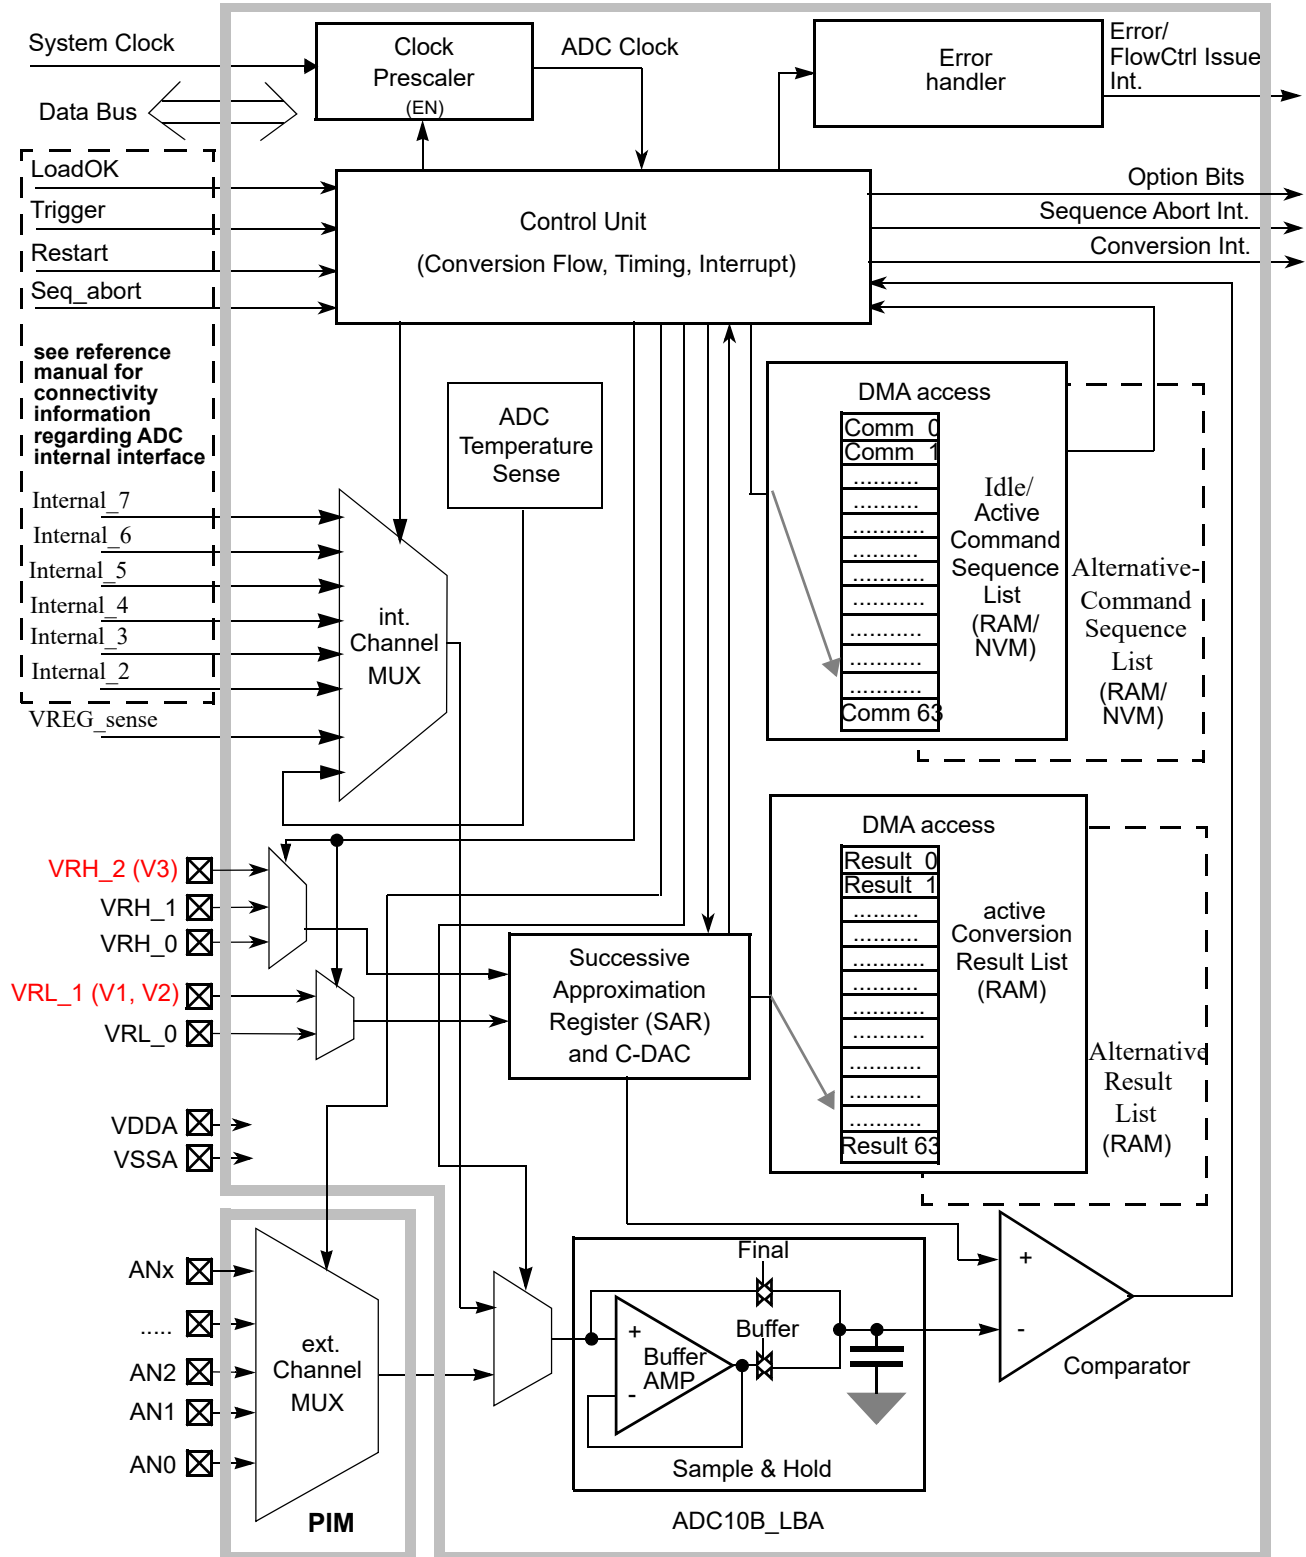 System Clock
Data Bus
Clock
Prescaler
(EN)
ADC Clock
Error
handler
Error/
FlowCtrl Issue
Int.
LoadOK
Trigger
Restart
Seq_abort
Control Unit
(Conversion Flow, Timing, Interrupt)
Option Bits
Sequence Abort Int.
Conversion Int.
see reference
manual for
connectivity
information
regarding ADC
internal interface
Internal_7
Internal_6
Internal_5
Internal_4
Internal_3
Internal_2
VREG_sense
ADC
Temperature
Sense
int.
Channel
MUX
DMA access
Comm 0
Comm 1
..........
..........
...........
..........
...........
...........
...........
...........
...........
Comm 63
Idle/
Active
Command
Sequence
List
(RAM/
NVM)
Alternative-
Command
Sequence
List
(RAM/
NVM)
VRH_2 (V3)
VRH_1
VRH_0
VRL_1 (V1, V2)
VRL_0
VDDA
VSSA
Successive
Approximation
Register (SAR)
and C-DAC
DMA access
Result 0
Result 1
..........
..........
...........
...........
...........
...........
...........
...........
...........
...........
Result 63
active
Conversion
Result List
(RAM)
Alternative
Result
List
(RAM)
ANx
.....
AN2
AN1
AN0
ext.
Channel
MUX
PIM
Final
Buffer
+
Buffer
AMP
-
Sample & Hold
+
-
Comparator
ADC10B_LBA